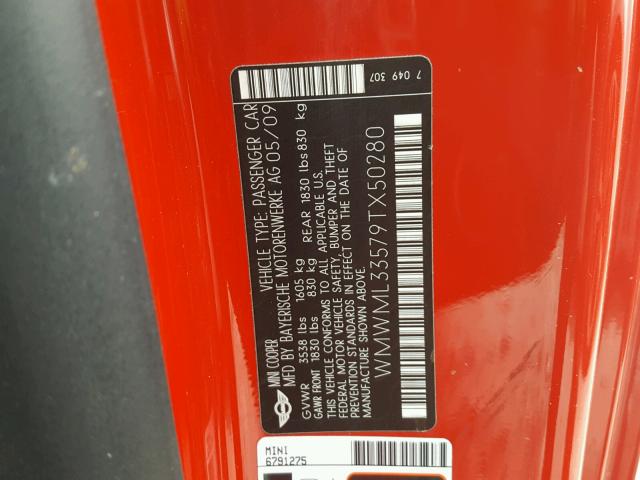 MINI COOPER
VEHICLE TYPE: PASSENGER CAR
MFD BY BAYERISCHE MOTORENWERKE AG 05/09
GVWR 3538 lbs 1605 kg
GAWR FRONT 1830 lbs 830 kg REAR 1830 lbs 830 kg
THIS VEHICLE CONFORMS TO ALL APPLICABLE U.S.
FEDERAL MOTOR VEHICLE SAFETY, BUMPER AND THEFT
PREVENTION STANDARDS IN EFFECT ON THE DATE OF
MANUFACTURE SHOWN ABOVE.
WMWML33579TX50280
7 049 307
MINI
6791275